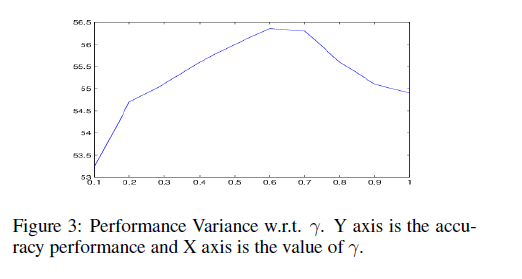 56.5
56
55.5
55
54.5
54
53.5
53
0.1 0.2 0.3 0.4 0.5 0.6 0.7 0.8 0.9 1
Figure 3: Performance Variance w.r.t. γ. Y axis is the accu-
racy performance and X axis is the value of γ.